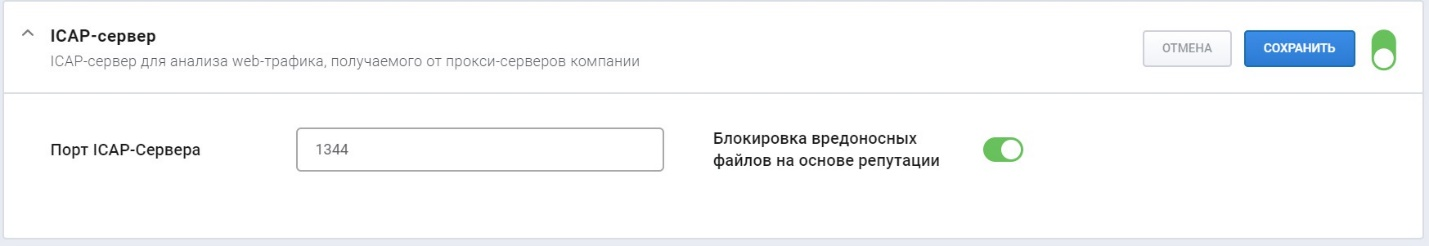 ICAP-сервер
ICAP-сервер для анализа web-трафика, получаемого от прокси-серверов компании
ОТМЕНА
СОХРАНИТЬ
Порт ICAP-Сервера
1344
Блокировка вредоносных
файлов на основе репутации